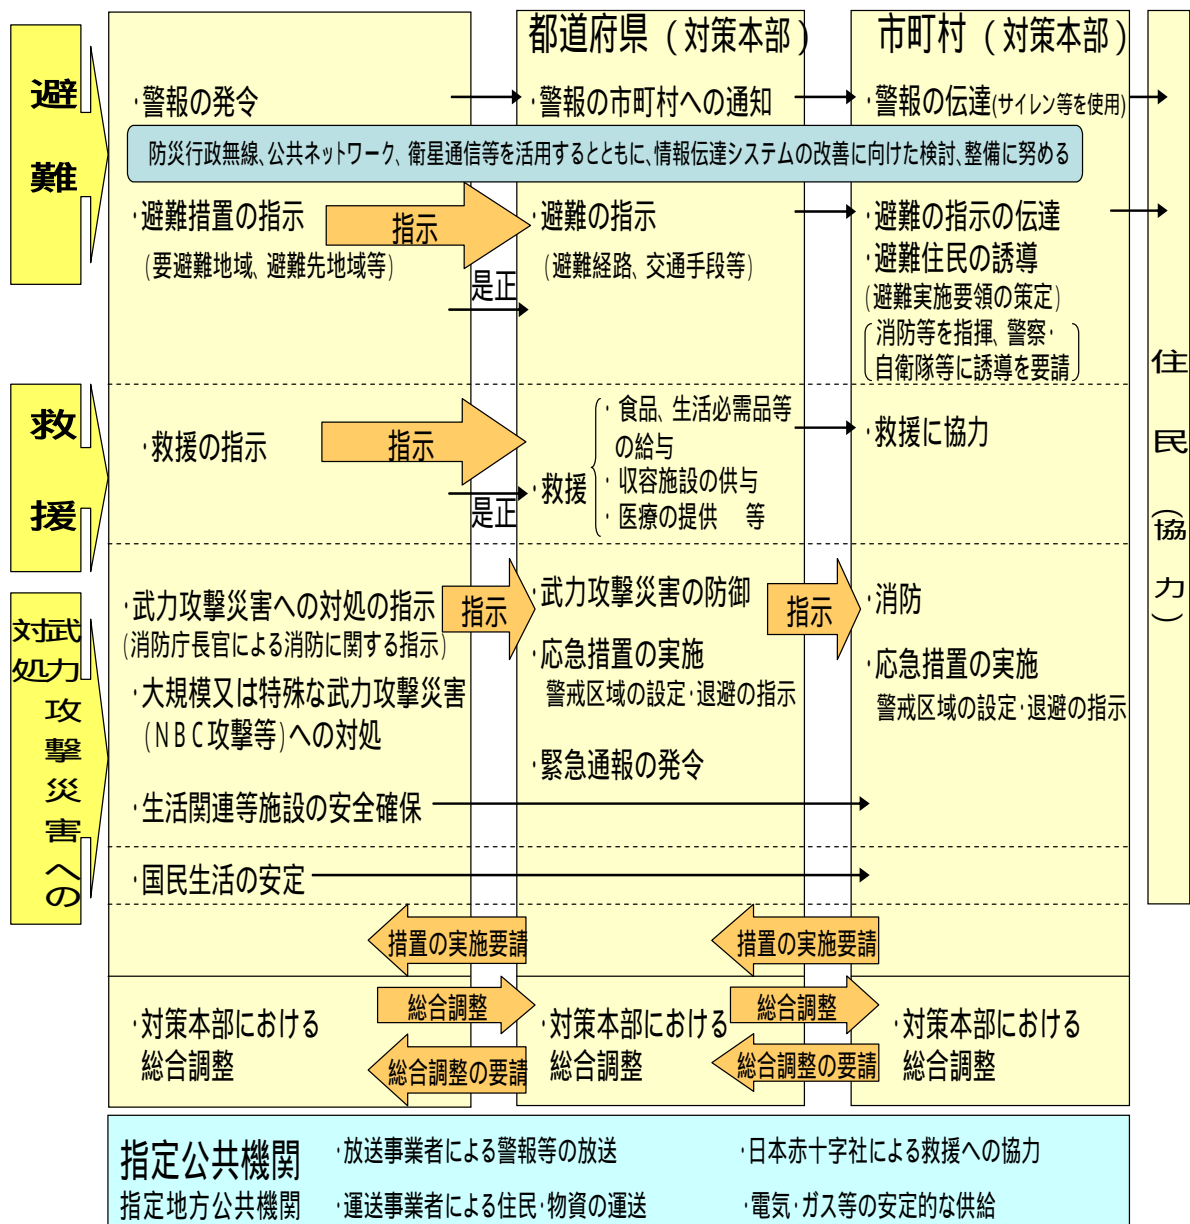 都道府県（対策本部）
市町村（対策本部）
避難
・警報の発令
・警報の市町村への通知
・警報の伝達(サイレン等を使用)
防災行政無線、公共ネットワーク、衛星通信等を活用するとともに、情報伝達システムの改善に向けた検討、整備に努める
・避難措置の指示
(要避難地域、避難先地域等)
指示
是正
・避難の指示
(避難経路、交通手段等)
・避難の指示の伝達
・避難住民の誘導
(避難実施要領の策定)
消防等を指揮、警察・
自衛隊等に誘導を要請
住民（協力）
救援
・救援の指示
指示
是正
・救援
・食品、生活必需品等
の給与
・収容施設の供与
・医療の提供　等
・救援に協力
武力攻撃災害への
対処
・武力攻撃災害への対処の指示
(消防庁長官による消防に関する指示)
・大規模又は特殊な武力攻撃災害
(NBC攻撃等)への対処
・生活関連等施設の安全確保
指示
・武力攻撃災害の防御
・応急措置の実施
警戒区域の設定・退避の指示
・緊急通報の発令
指示
・消防
・応急措置の実施
警戒区域の設定・退避の指示
・国民生活の安定
措置の実施要請
措置の実施要請
・対策本部における
総合調整
総合調整
総合調整の要請
・対策本部における
総合調整
総合調整
総合調整の要請
・対策本部における
総合調整
指定公共機関
指定地方公共機関
・放送事業者による警報等の放送
・日本赤十字社による救援への協力
・運送事業者による住民・物資の運送
・電気・ガス等の安定的な供給